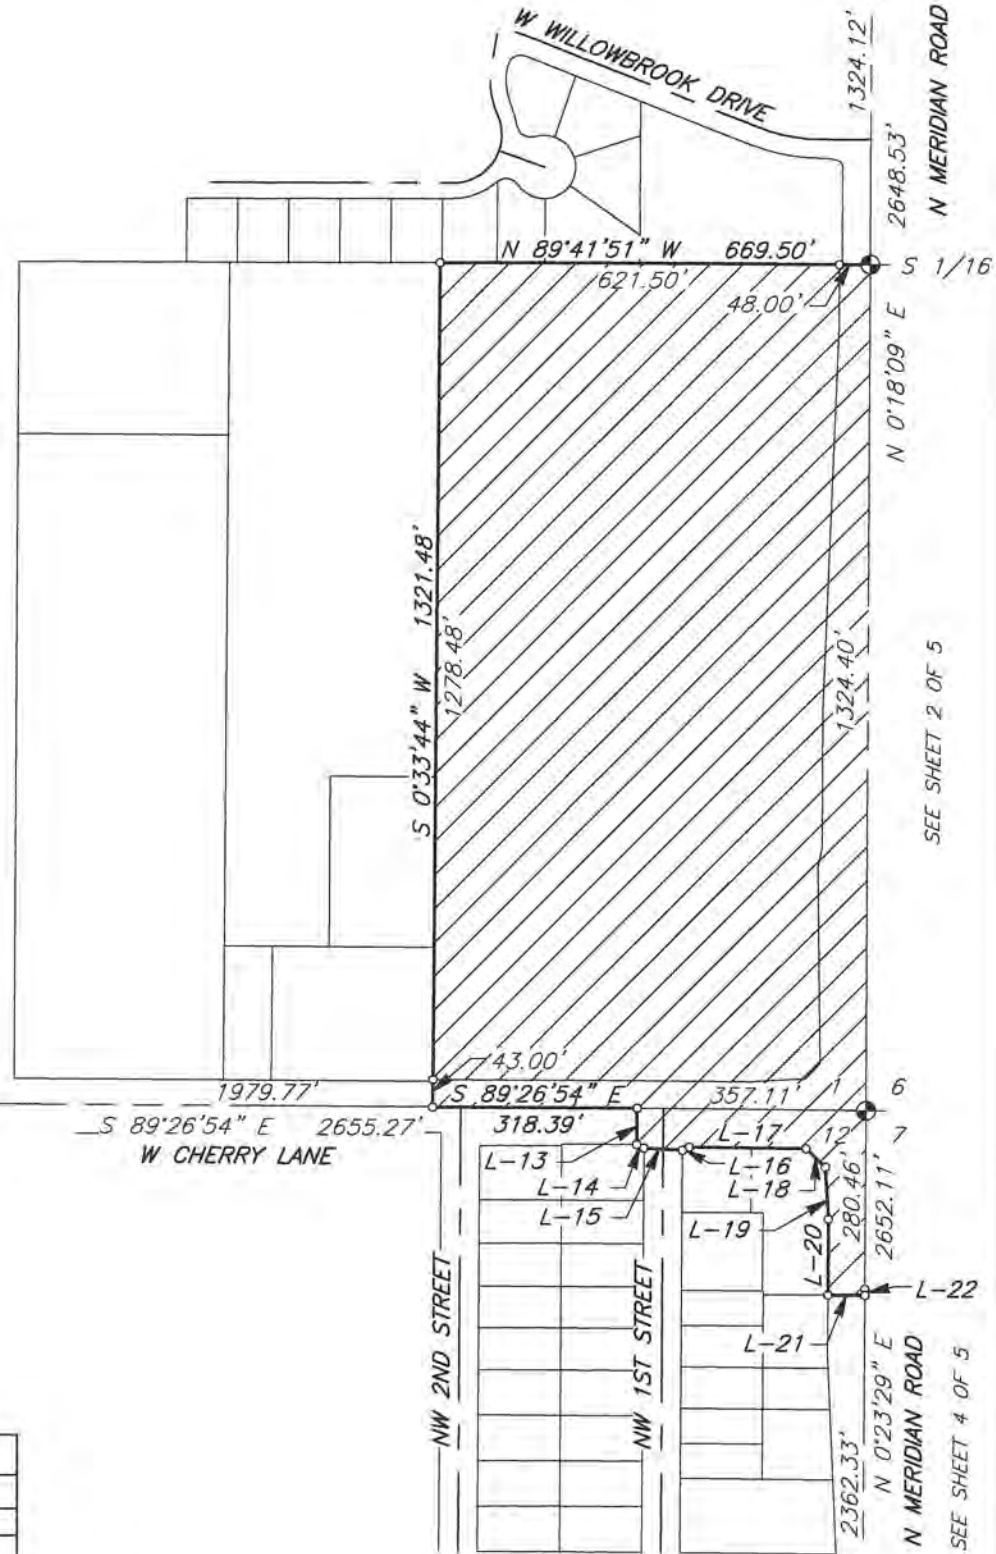 W WILLOWBROOK DRIVE
1324.12'
2648.53'
N MERIDIAN ROAD
N 89°41'51" W 669.50'
621.50'
48.00'
S 1/16
N 0°18'09" E
S 0°33'44" W 1321.48'
1278.48'
1324.40'
SEE SHEET 2 OF 5
43.00'
1979.77'
S 89°26'54" E 318.39'
357.11'
1
6
12
7
S 89°26'54" E 2655.27'
W CHERRY LANE
L-13
L-14
L-15
L-16
L-17
L-18
L-19
L-20
L-21
L-22
280.46'
2652.11'
NW 2ND STREET
NW 1ST STREET
2362.33'
N 0°23'29" E
N MERIDIAN ROAD
SEE SHEET 4 OF 5